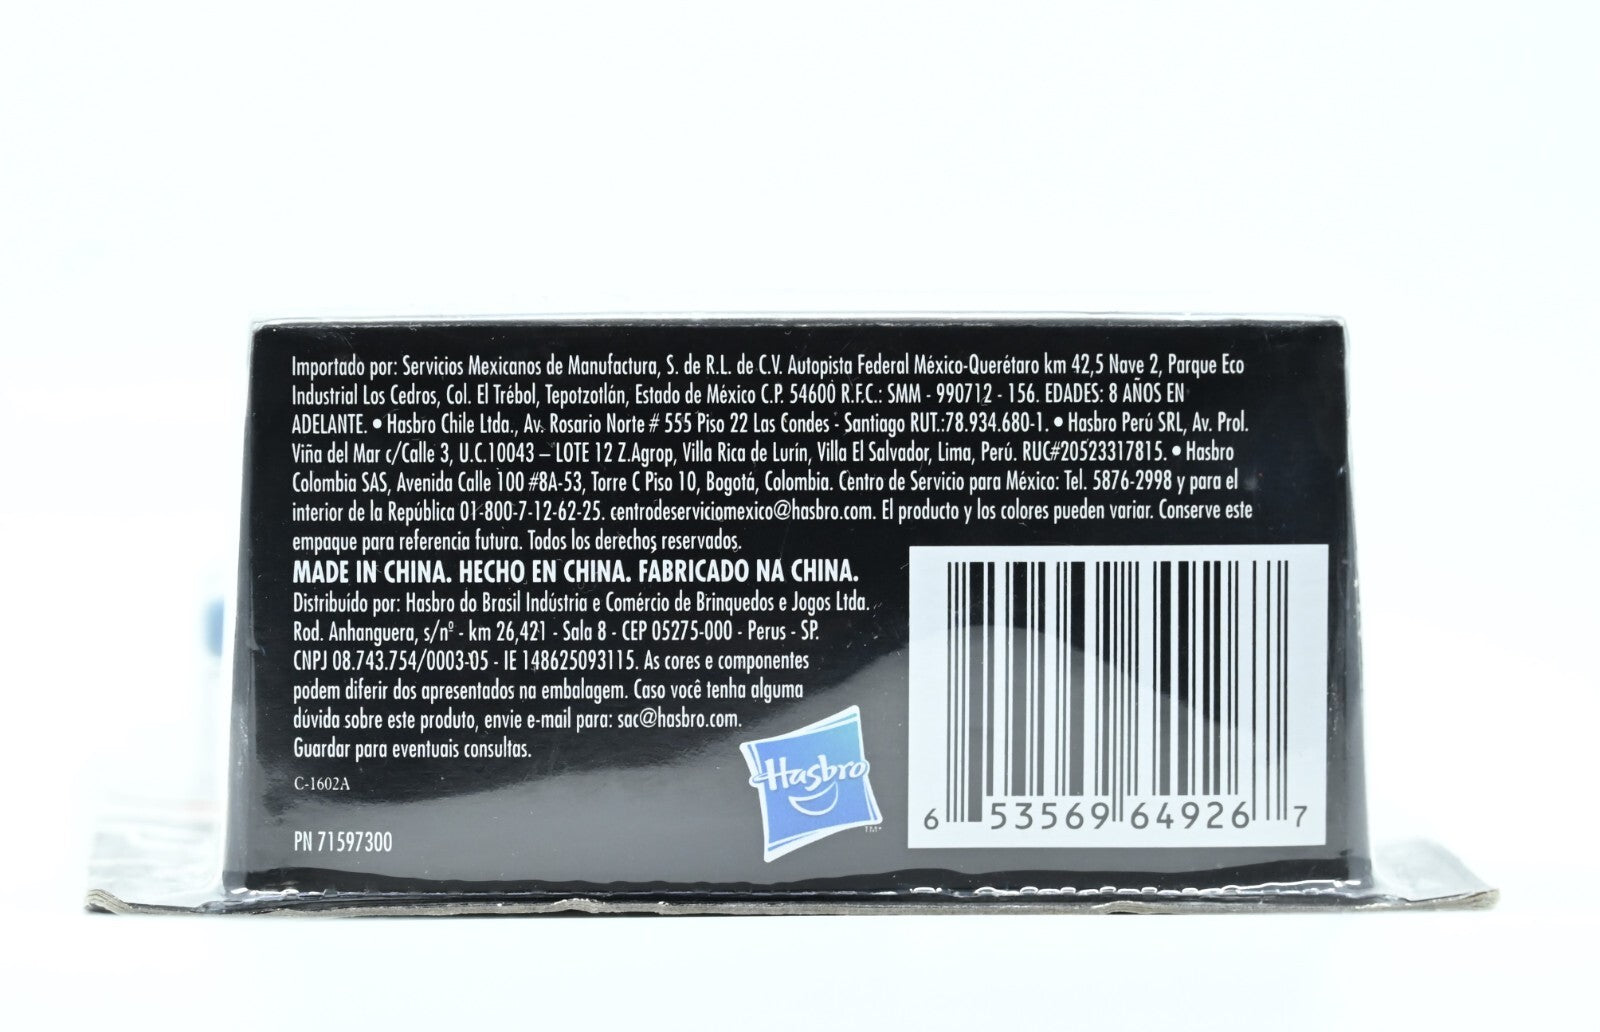 Importado por: Servicios Mexicanos de Manufactura, S. de R.L. de C.V. Autopista Federal México-Querétaro km 42,5 Nave 2, Parque Eco
Industrial Los Cedros, Col. El Trébol, Tepotzotlán, Estado de México C.P. 54600 R.F.C.: SMM - 990712 - 156. EDADES: 8 AÑOS EN
ADELANTE. • Hasbro Chile Ltda., Av. Rosario Norte # 555 Piso 22 Las Condes - Santiago RUT.:78.934.680-1. • Hasbro Perú SRL, Av. Prol.
Viña del Mar c/Calle 3, U.C.10043 – LOTE 12 Z.Agrop, Villa Rica de Lurín, Villa El Salvador, Lima, Perú. RUC#20523317815. • Hasbro
Colombia SAS, Avenida Calle 100 #8A-53, Torre C Piso 10, Bogotá, Colombia. Centro de Servicio para México: Tel. 5876-2998 y para el
interior de la República 01-800-7-12-62-25. centrodeserviciomexico@hasbro.com. El producto y los colores pueden variar. Conserve este
empaque para referencia futura. Todos los derechos reservados.
MADE IN CHINA. HECHO EN CHINA. FABRICADO NA CHINA.
Distribuído por: Hasbro do Brasil Indústria e Comércio de Brinquedos e Jogos Ltda.
Rod. Anhanguera, s/nº - km 26,421 - Sala 8 - CEP 05275-000 - Perus - SP.
CNPJ 08.743.754/0003-05 - IE 148625093115. As cores e componentes
podem diferir dos apresentados na embalagem. Caso você tenha alguma
dúvida sobre este produto, envie e-mail para: sac@hasbro.com.
Guardar para eventuais consultas.
C-1602A
PN 71597300
Hasbro
TM*
6 53569 64926 7